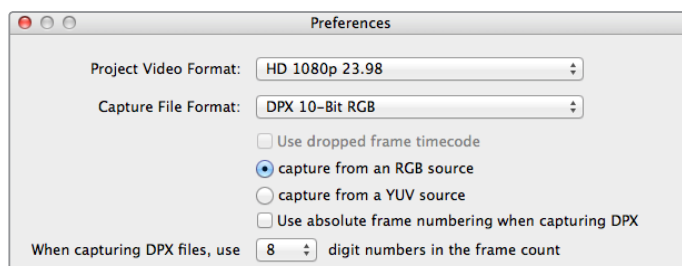 Preferences
Project Video Format: HD 1080p 23.98
Capture File Format: DPX 10-Bit RGB
Use dropped frame timecode
capture from an RGB source
capture from a YUV source
Use absolute frame numbering when capturing DPX
When capturing DPX files, use 8 digit numbers in the frame count